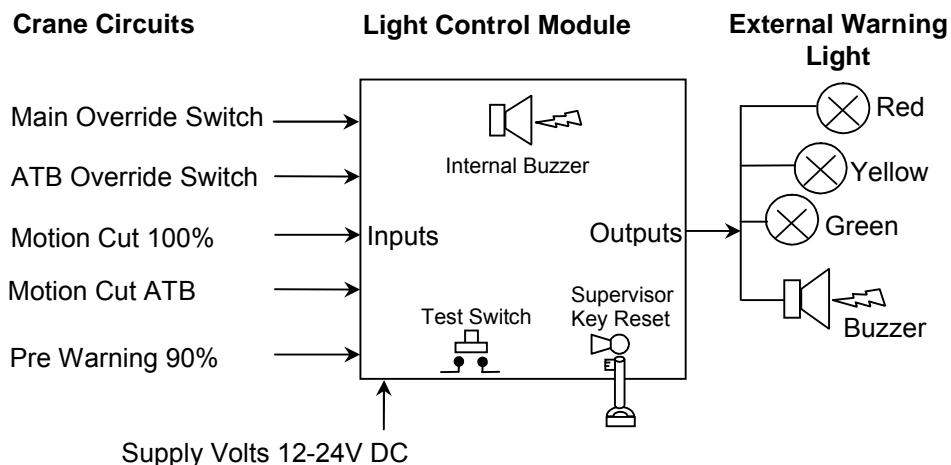 Crane Circuits
Light Control Module
External Warning
Light
Main Override Switch
ATB Override Switch
Motion Cut 100%
Motion Cut ATB
Pre Warning 90%
Internal Buzzer
Inputs
Outputs
Test Switch
Supervisor
Key Reset
Red
Yellow
Green
Buzzer
Supply Volts 12-24V DC